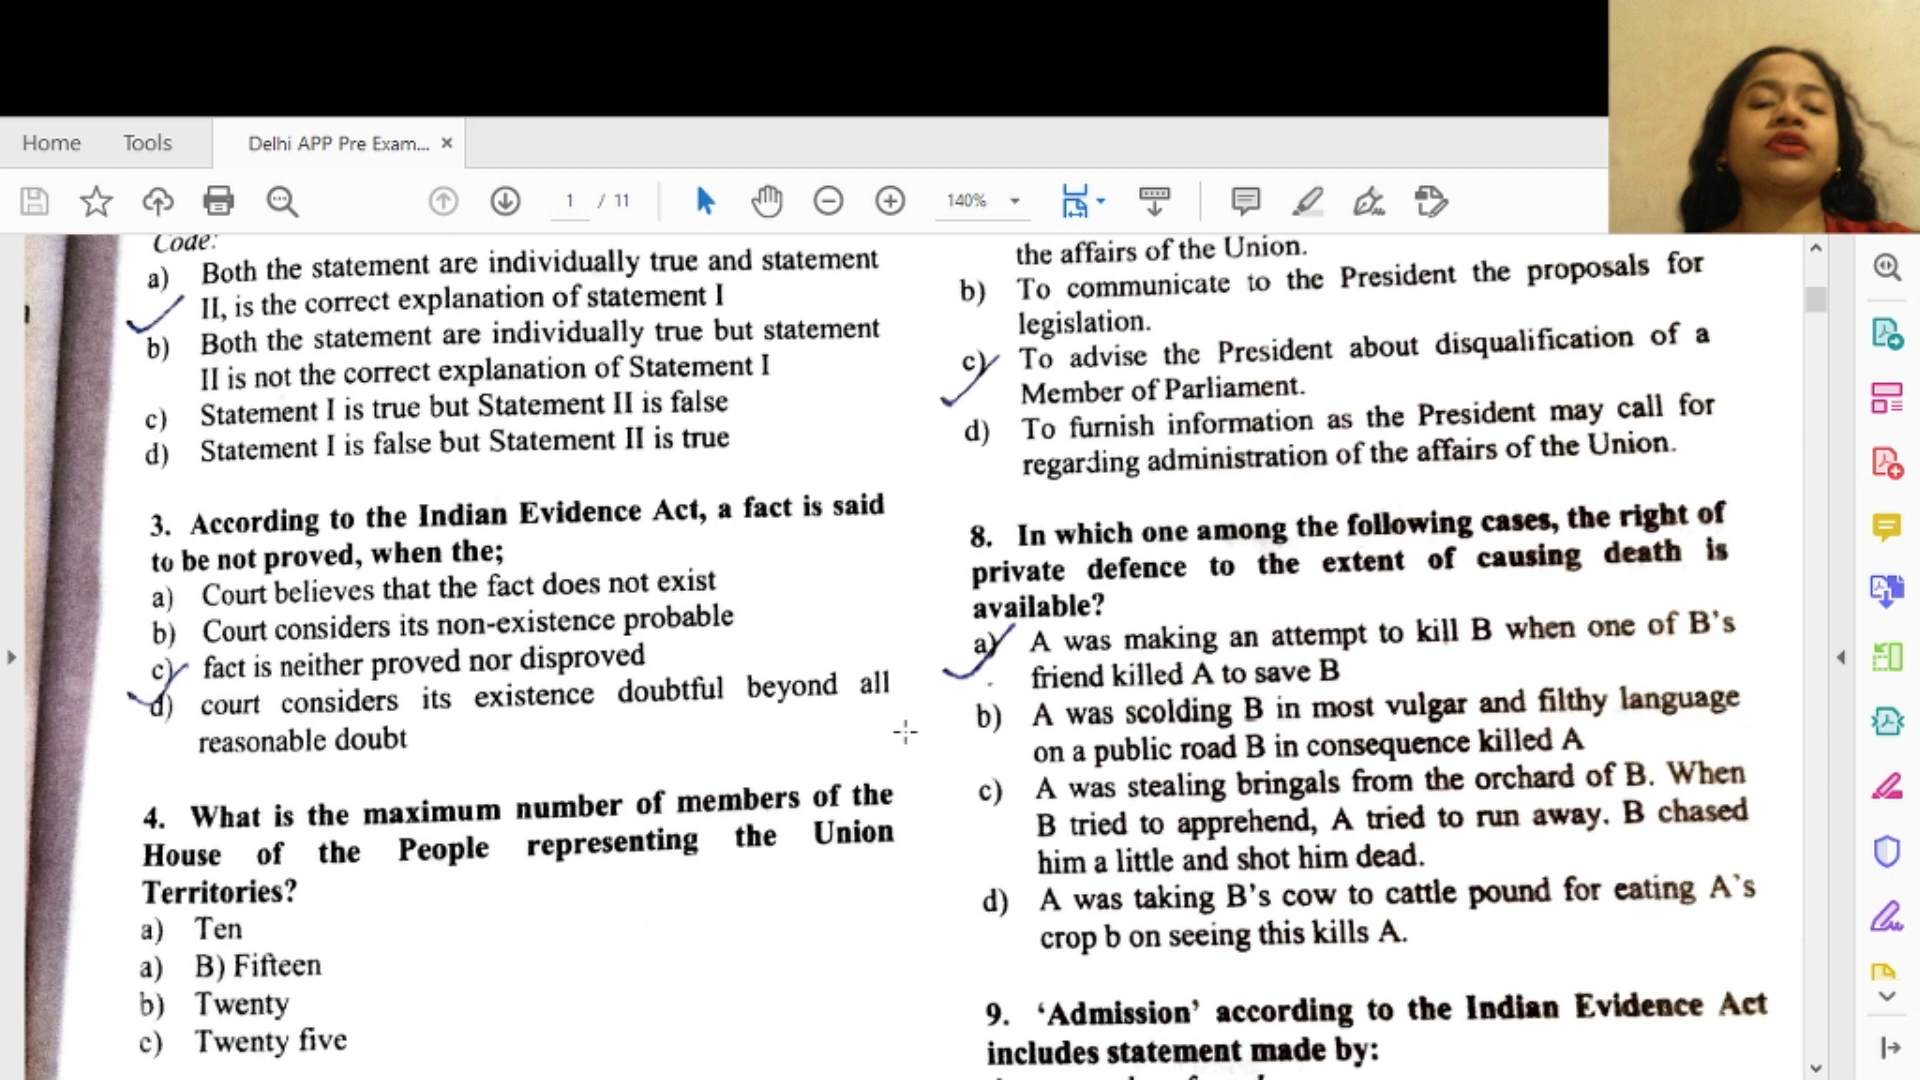 Home
Tools
Delhi APP Pre Exam... ×
1 / 11
140%
Code:
a) Both the statement are individually true and statement
II, is the correct explanation of statement I
b) Both the statement are individually true but statement
II is not the correct explanation of Statement I
c) Statement I is true but Statement II is false
d) Statement I is false but Statement II is true
3. According to the Indian Evidence Act, a fact is said
to be not proved, when the;
a) Court believes that the fact does not exist
b) Court considers its non-existence probable
c) fact is neither proved nor disproved
d) court considers its existence doubtful beyond all
reasonable doubt
4. What is the maximum number of members of the
House of the People representing the Union
Territories?
a) Ten
a) B) Fifteen
b) Twenty
c) Twenty five
the affairs of the Union.
b) To communicate to the President the proposals for
legislation.
c) To advise the President about disqualification of a
Member of Parliament.
d) To furnish information as the President may call for
regarding administration of the affairs of the Union.
8. In which one among the following cases, the right of
private defence to the extent of causing death is
available?
a) A was making an attempt to kill B when one of B's
friend killed A to save B
b) A was scolding B in most vulgar and filthy language
on a public road B in consequence killed A
c) A was stealing bringals from the orchard of B. When
B tried to apprehend, A tried to run away. B chased
him a little and shot him dead.
d) A was taking B's cow to cattle pound for eating A`s
crop b on seeing this kills A.
9. ‘Admission’ according to the Indian Evidence Act
includes statement made by: